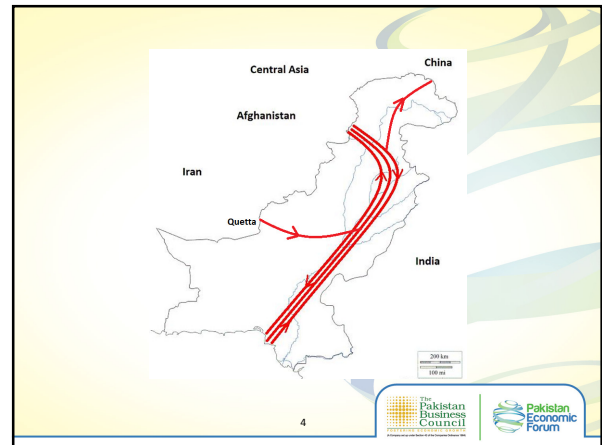 China
Central Asia
Afghanistan
Iran
Quetta
India
200 km
100 mi
4
The
Pakistan
Business
Council
Pakistan
Economic
Forum